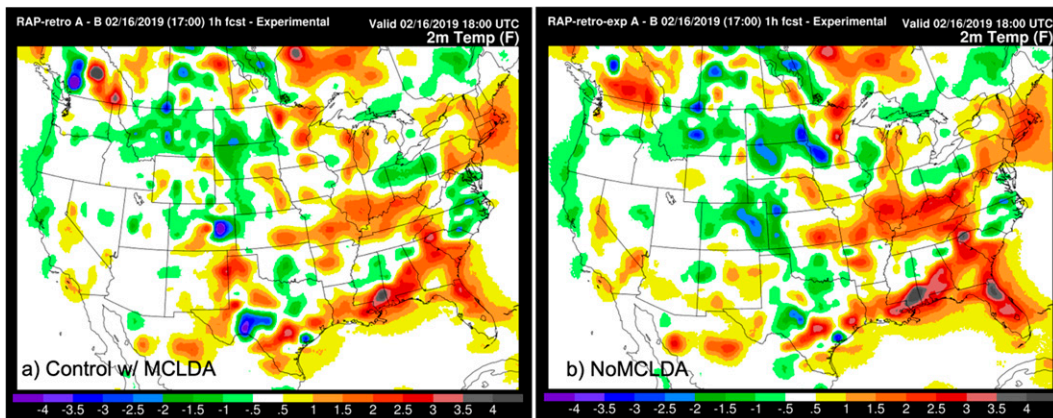 RAP-retro A - B 02/16/2019 (17:00) 1h fcst - Experimental
Valid 02/16/2019 18:00 UTC
2m Temp (F)
a) Control w/ MCLDA
-4 -3.5 -3 -2.5 -2 -1.5 -1 -.5 .5 1 1.5 2 2.5 3 3.5 4
RAP-retro-exp A - B 02/16/2019 (17:00) 1h fcst - Experimental
Valid 02/16/2019 18:00 UTC
2m Temp (F)
b) NoMCLDA
-4 -3.5 -3 -2.5 -2 -1.5 -1 -.5 .5 1 1.5 2 2.5 3 3.5 4